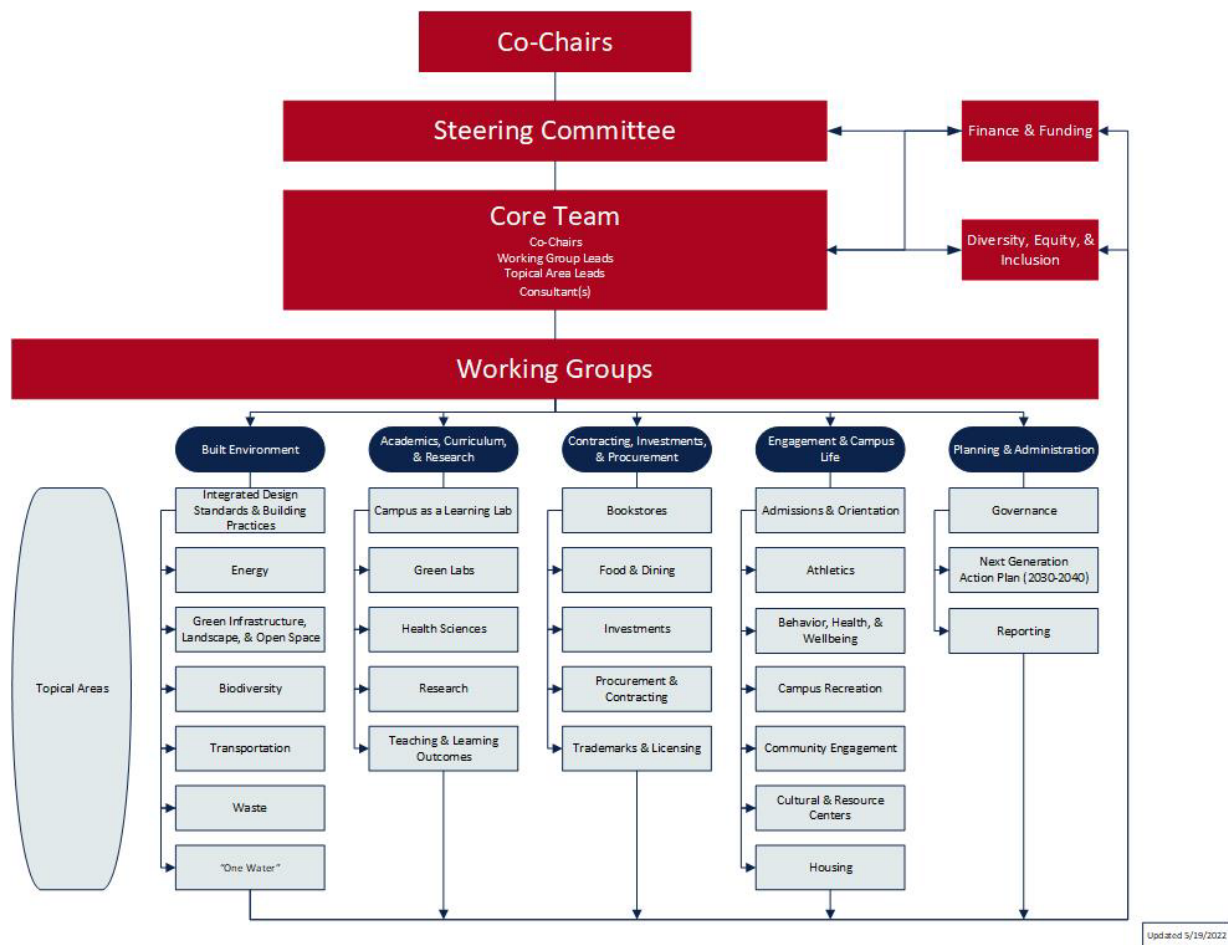 Co-Chairs
Steering Committee
Finance & Funding
Core Team
Co-Chairs
Working Group Leads
Topical Area Leads
Consultant(s)
Diversity, Equity, &
Inclusion
Working Groups
Built Environment
Academics, Curriculum,
& Research
Contracting, Investments,
& Procurement
Engagement & Campus
Life
Planning & Administration
Topical Areas
Integrated Design
Standards & Building
Practices
Energy
Green Infrastructure,
Landscape, & Open Space
Biodiversity
Transportation
Waste
"One Water"
Campus as a Learning Lab
Green Labs
Health Sciences
Research
Teaching & Learning
Outcomes
Bookstores
Food & Dining
Investments
Procurement &
Contracting
Trademarks & Licensing
Admissions & Orientation
Athletics
Behavior, Health, &
Wellbeing
Campus Recreation
Community Engagement
Cultural & Resource
Centers
Housing
Governance
Next Generation
Action Plan (2030-2040)
Reporting
Updated 5/19/2022